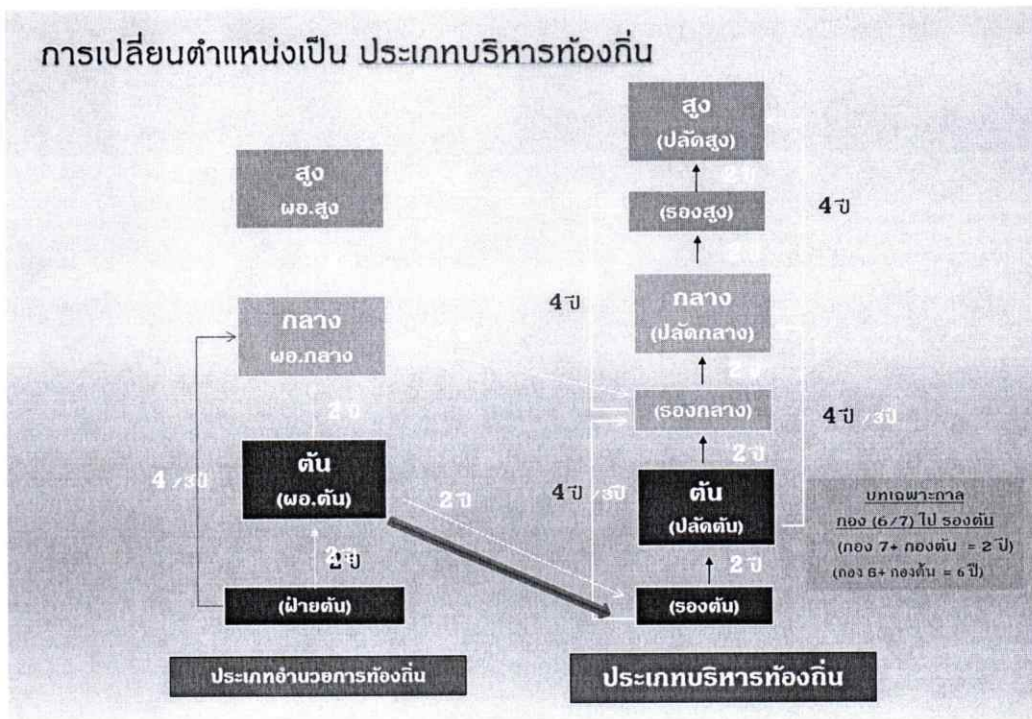 การเปลี่ยนตำแหน่งเป็น ประเภทบริหารท้องถิ่น
สูง
ผอ.สูง
กลาง
ผอ.กลาง
2 ปี
ต้น
(ผอ.ต้น)
4 /3ปี
2 ปี
2 ปี
(ฝ่ายต้น)
ประเภทอำนวยการท้องถิ่น
สูง
(ปลัดสูง)
(รองสูง)
4 ปี
4 ปี
กลาง
(ปลัดกลาง)
2 ปี
(รองกลาง)
4 ปี /3ปี
2 ปี
4 ปี /3ปี
ต้น
(ปลัดต้น)
2 ปี
(รองต้น)
ประเภทบริหารท้องถิ่น
บทเฉพาะกาล
กอง (6/7) ไป รองต้น
(กอง 7+ กองต้น = 2 ปี)
(กอง 6+ กองต้น = 6 ปี)